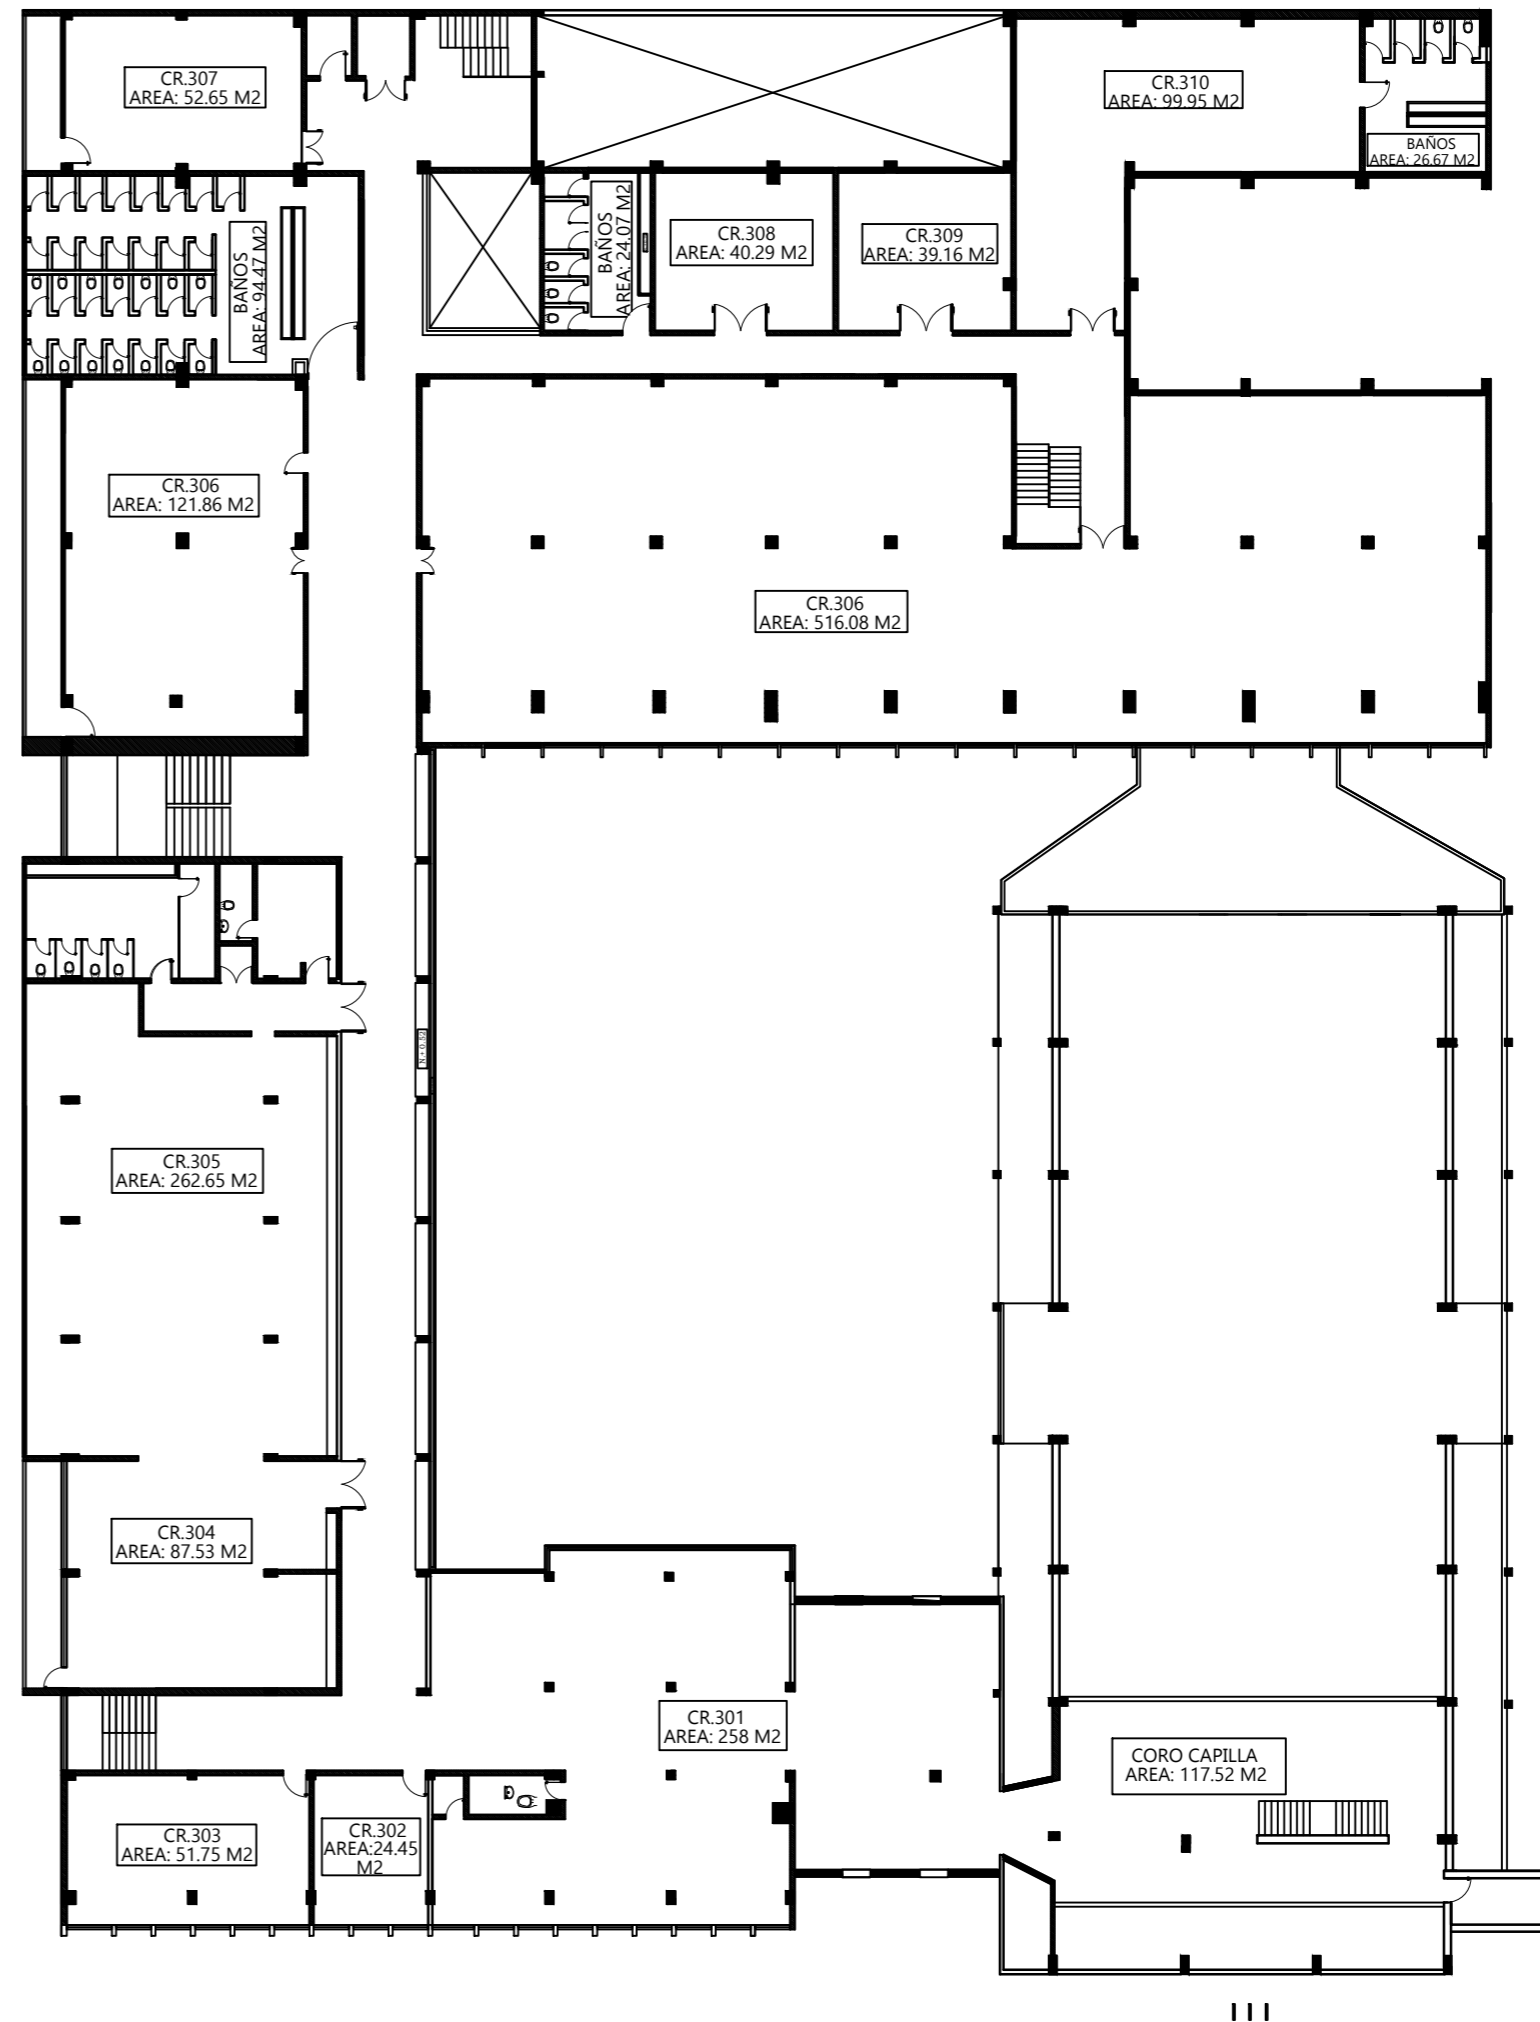 CR.307
AREA: 52.65 M2
CR.310
AREA: 99.95 M2
BAÑOS
AREA: 26.67 M2
BAÑOS
AREA: 94.47 M2
BAÑOS
AREA: 24.07 M2
CR.308
AREA: 40.29 M2
CR.309
AREA: 39.16 M2
CR.306
AREA: 121.86 M2
CR.306
AREA: 516.08 M2
N.+ 0.52
CR.305
AREA: 262.65 M2
CR.304
AREA: 87.53 M2
CR.301
AREA: 258 M2
CORO CAPILLA
AREA: 117.52 M2
CR.303
AREA: 51.75 M2
CR.302
AREA:24.45
M2